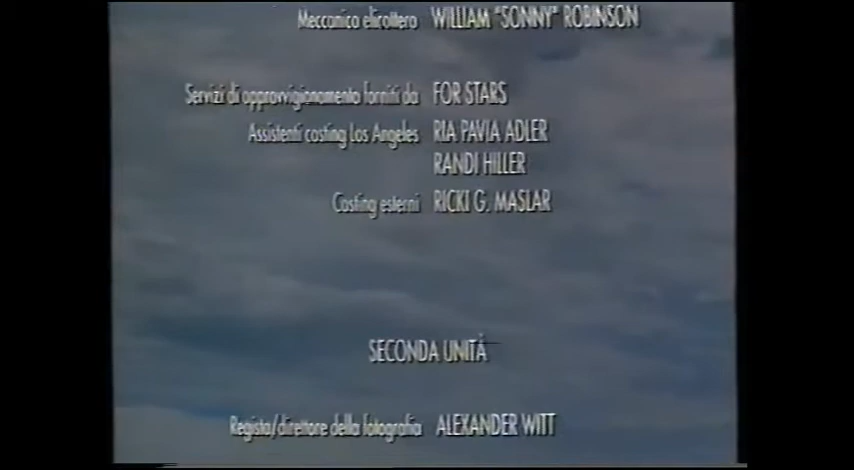 Meccanico elicottero WILLIAM "SONNY" ROBINSON
Servizi di approvvigionamento forniti da FOR STARS
Assistenti casting Los Angeles RIA PAVIA ADLER
RANDI HILLER
Casting esterni RICKI G. MASLAR
SECONDA UNITÀ
Regista/direttore della fotografia ALEXANDER WITT